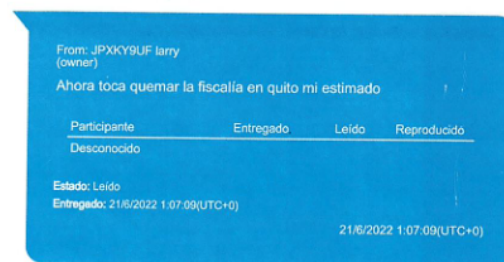 From: JPXKY9UF larry
(owner)
Ahora toca quemar la fiscalía en quito mi estimado
Participante Entregado Leído Reproducido
Desconocido
Estado: Leído
Entregado: 21/6/2022 1:07:09(UTC+0)
21/6/2022 1:07:09(UTC+0)